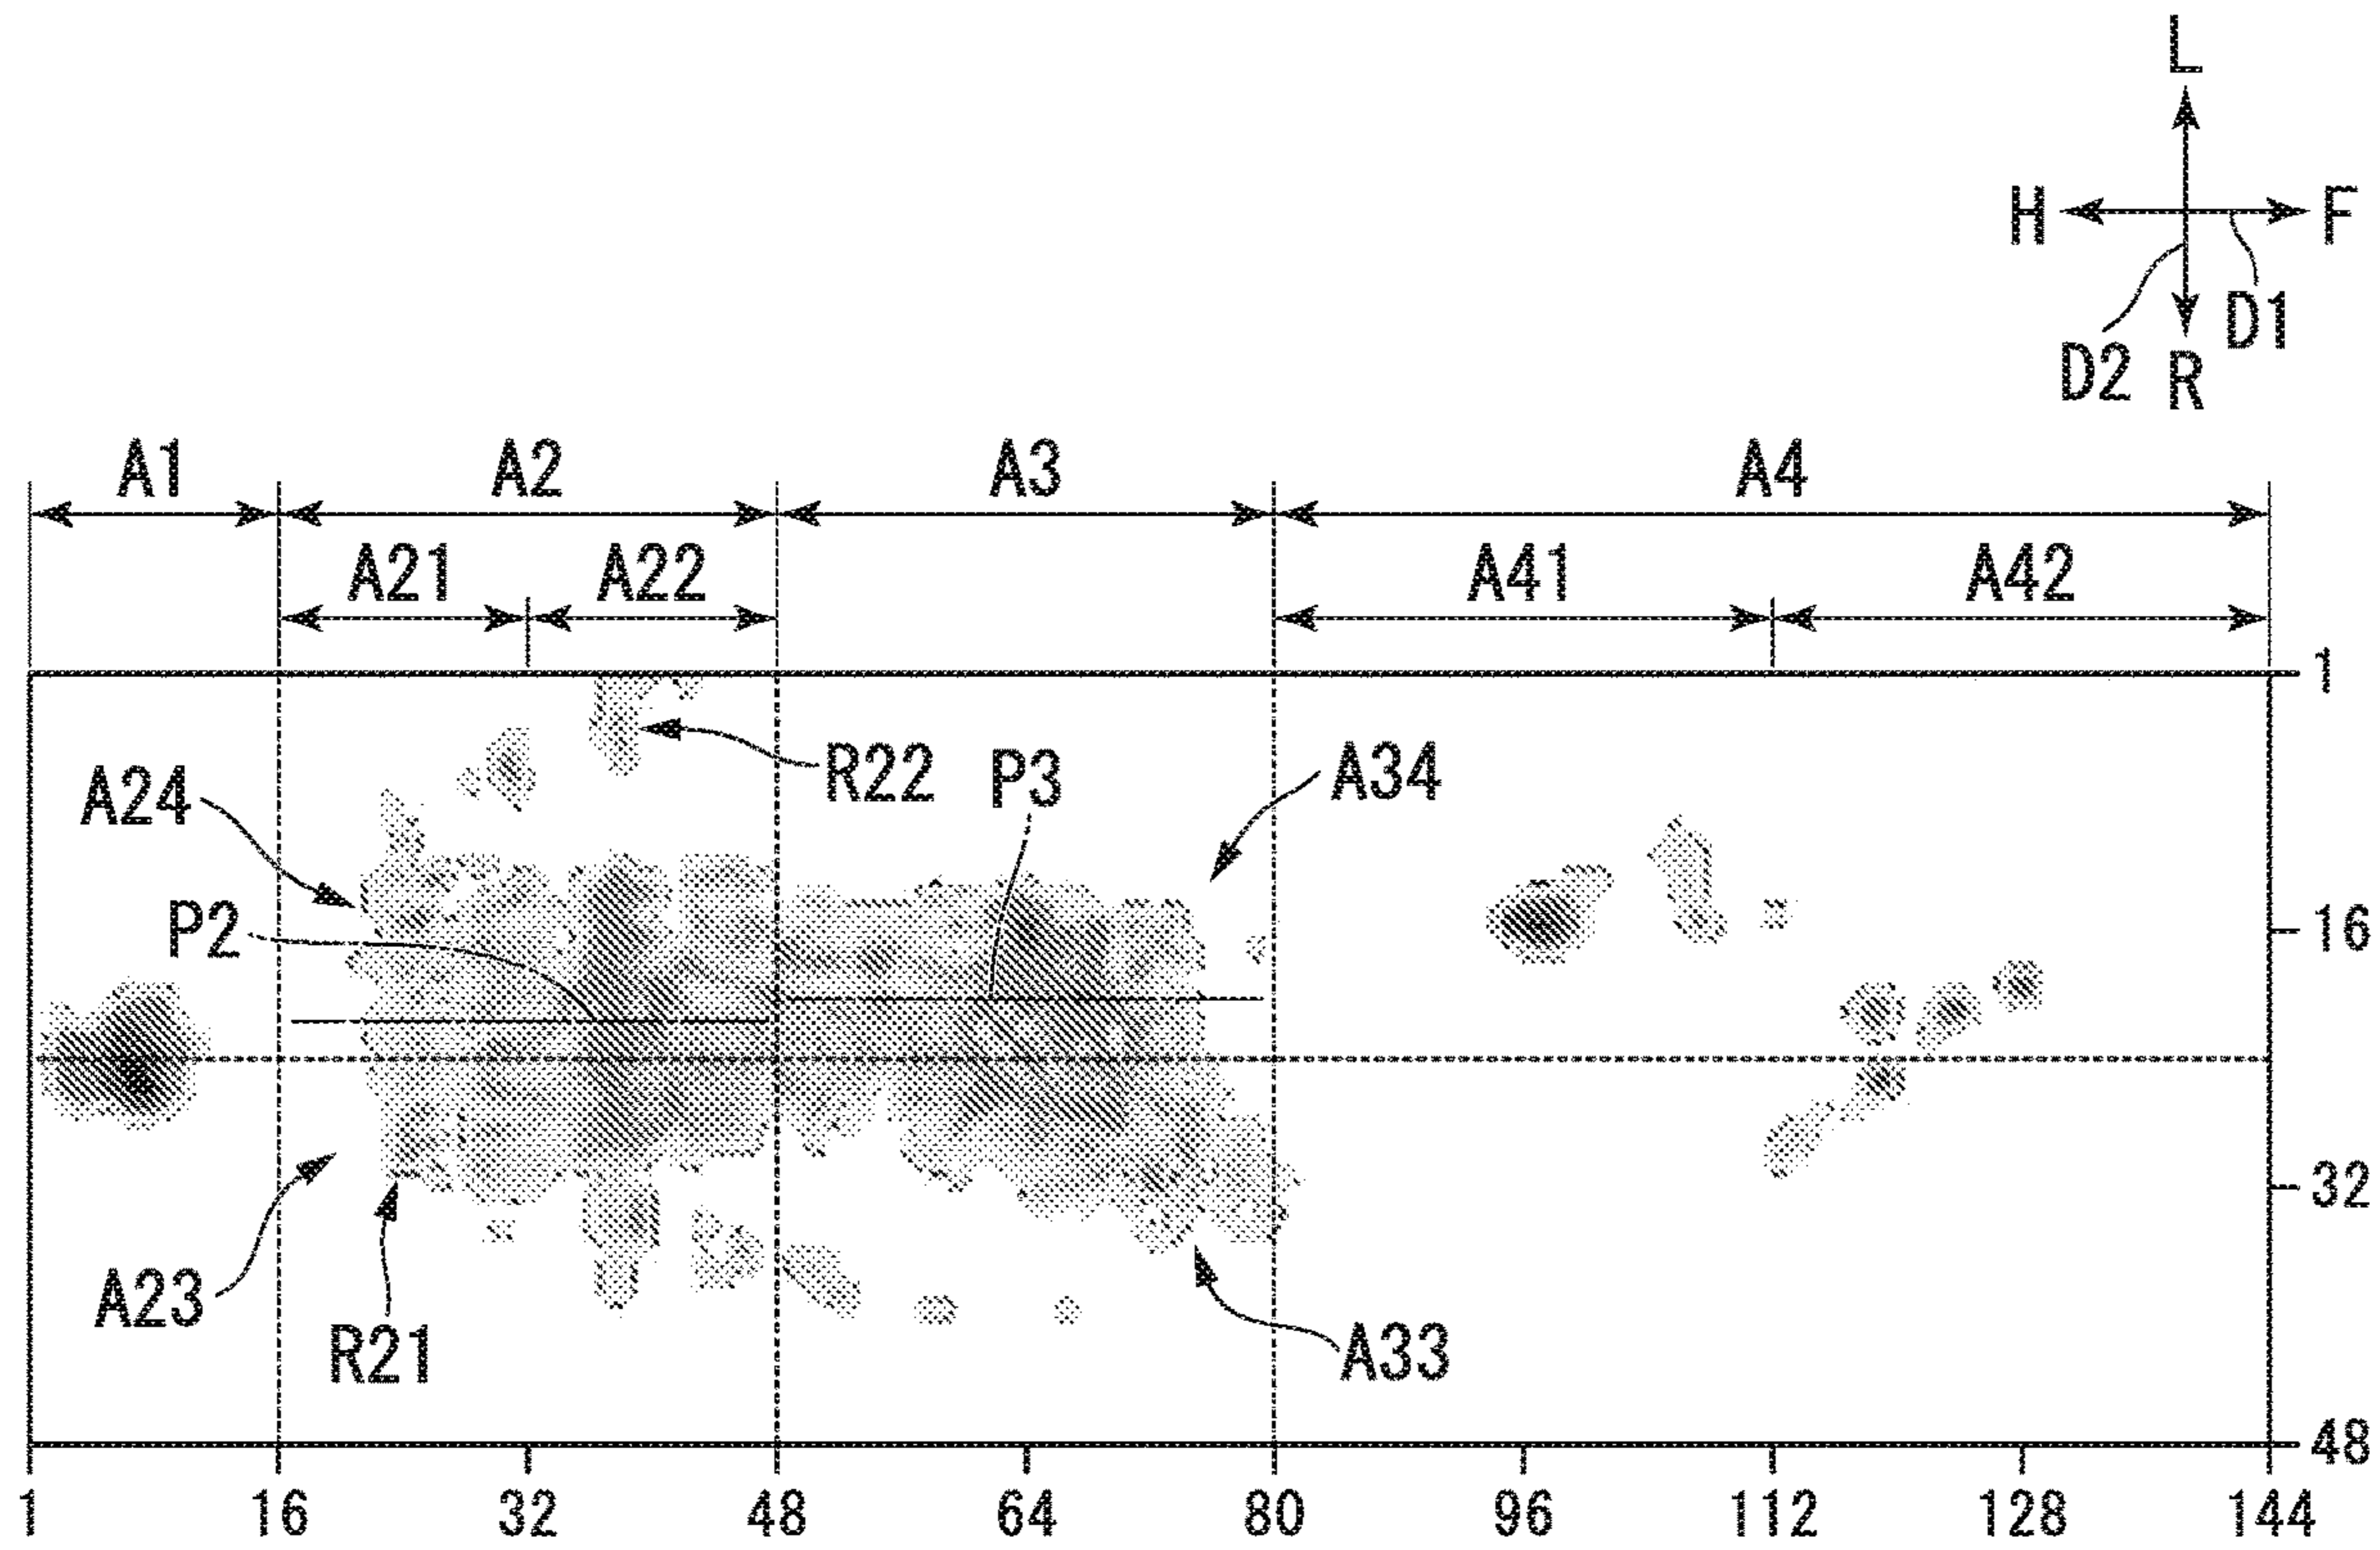 L
H F
D1
D2 R
A1 A2 A3 A4
A21 A22 A41 A42
1
R22 P3 A34
A24
P2 16
32
A23
R21 A33
48
1 16 32 48 64 80 96 112 128 144